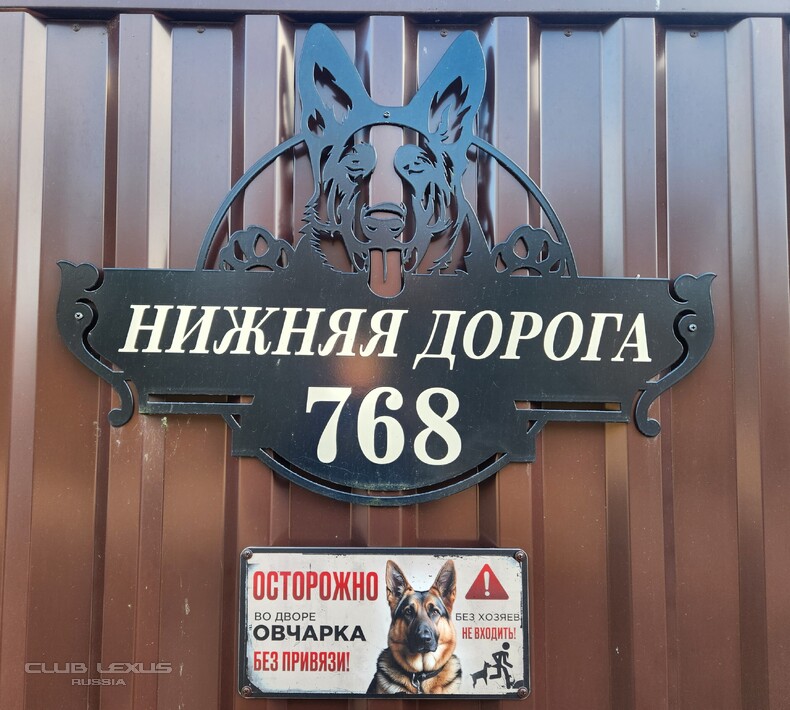 НИЖНЯЯ ДОРОГА
768
ОСТОРОЖНО
ВО ДВОРЕ
ОВЧАРКА
БЕЗ ПРИВЯЗИ!
БЕЗ ХОЗЯЕВ
НЕ ВХОДИТЬ!
CLUB LEXUS
RUSSIA